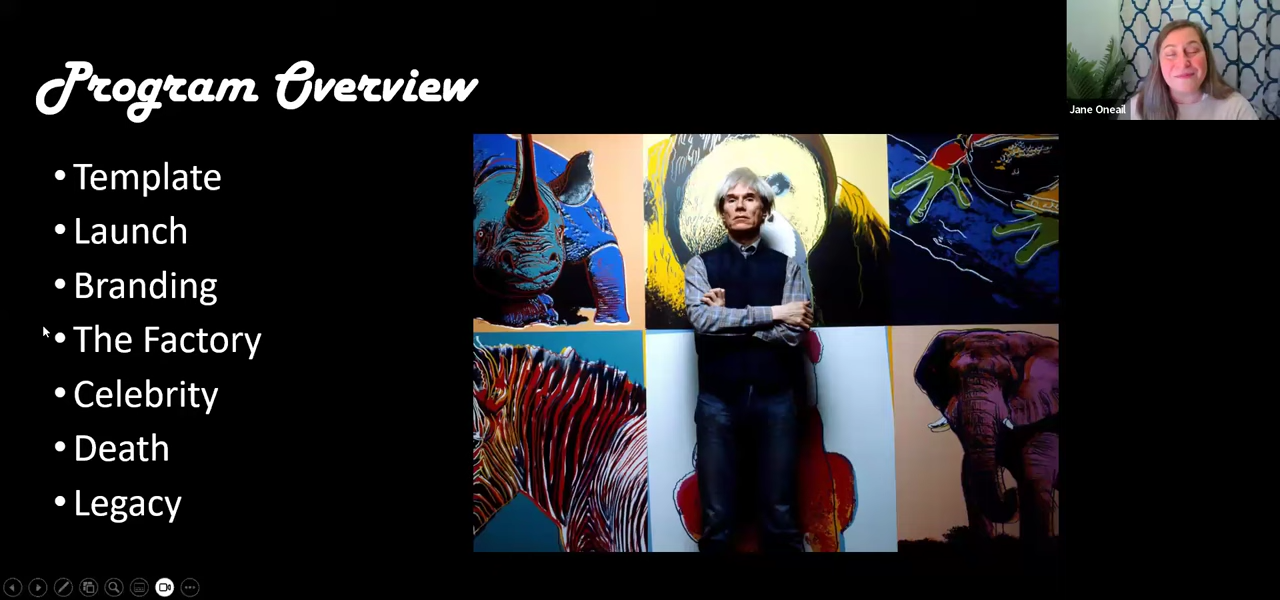 Program Overview
• Template
• Launch
• Branding
• The Factory
• Celebrity
• Death
• Legacy
Jane Oneail